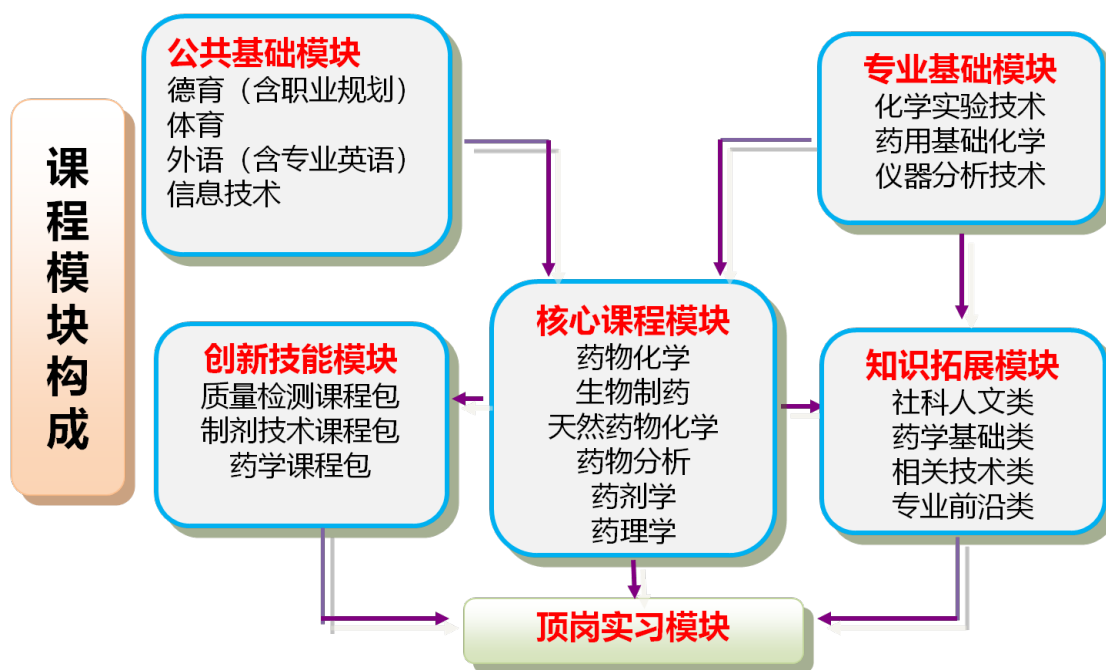 课程模块构成
公共基础模块
德育（含职业规划）
体育
外语（含专业英语）
信息技术
专业基础模块
化学实验技术
药用基础化学
仪器分析技术
核心课程模块
药物化学
生物制药
天然药物化学
药物分析
药剂学
药理学
创新技能模块
质量检测课程包
制剂技术课程包
药学课程包
知识拓展模块
社科人文类
药学基础类
相关技术类
专业前沿类
顶岗实习模块